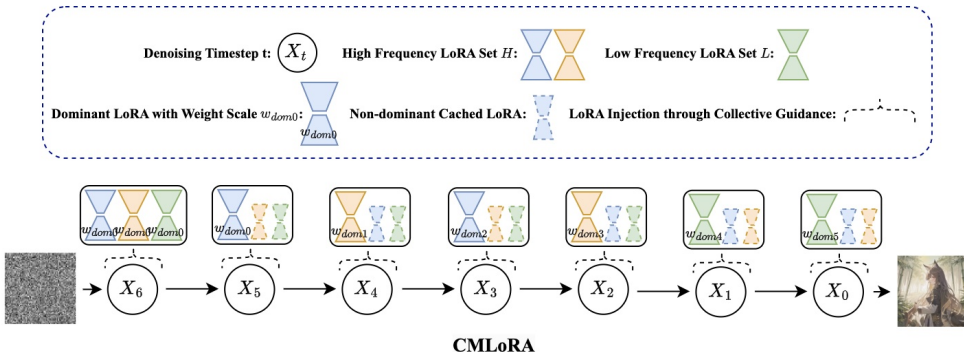 Denoising Timestep t: X_t High Frequency LoRA Set H: Low Frequency LoRA Set L:
Dominant LoRA with Weight Scale w_dom0: w_dom0 Non-dominant Cached LoRA: LoRA Injection through Collective Guidance:
w_dom0 w_dom0 w_dom0 w_dom0 w_dom1 w_dom2 w_dom3 w_dom4 w_dom5
X_6 X_5 X_4 X_3 X_2 X_1 X_0
CMLoRA